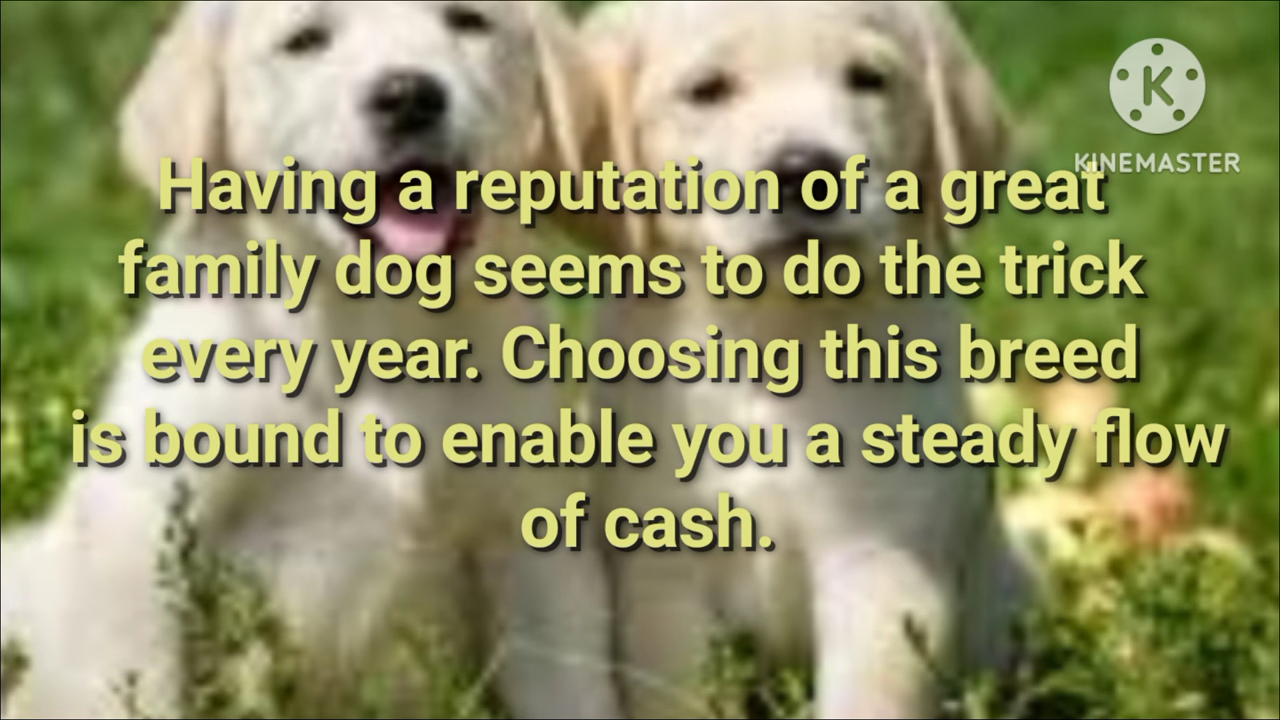 K
KINEMASTER
Having a reputation of a great
family dog seems to do the trick
every year. Choosing this breed
is bound to enable you a steady flow
of cash.